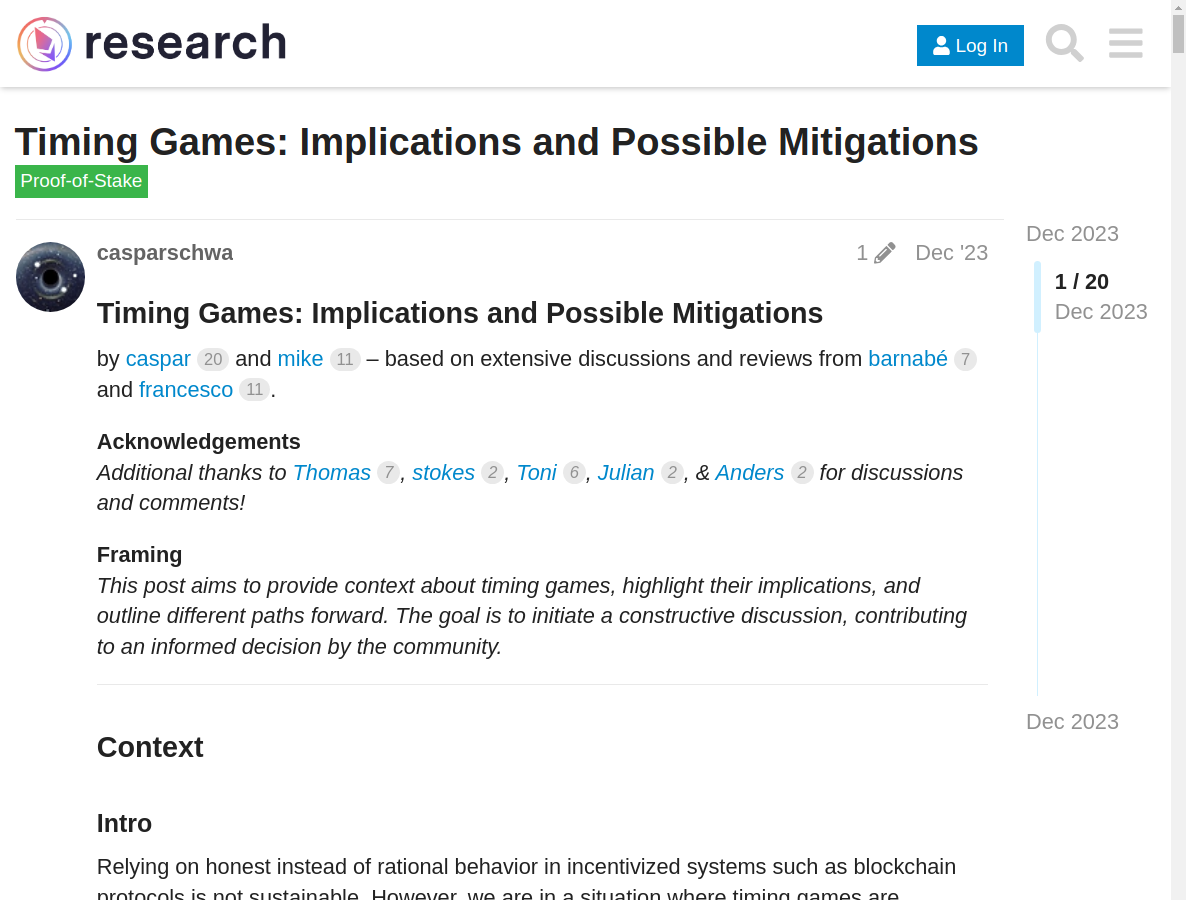 research
Log In
Timing Games: Implications and Possible Mitigations
Proof-of-Stake
casparschwa
1
Dec '23
Dec 2023
1 / 20
Dec 2023
Timing Games: Implications and Possible Mitigations
by caspar 20 and mike 11 – based on extensive discussions and reviews from barnabé 7
and francesco 11.
Acknowledgements
Additional thanks to Thomas 7, stokes 2, Toni 6, Julian 2, & Anders 2 for discussions
and comments!
Framing
This post aims to provide context about timing games, highlight their implications, and
outline different paths forward. The goal is to initiate a constructive discussion, contributing
to an informed decision by the community.
Dec 2023
Context
Intro
Relying on honest instead of rational behavior in incentivized systems such as blockchain
protocols is not sustainable. However, we are in a situation where timing games are